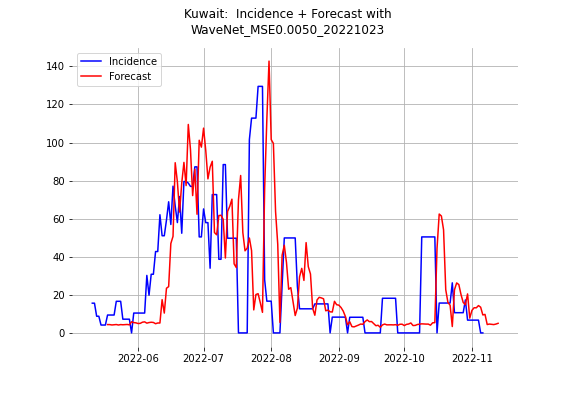 Kuwait:  Incidence + Forecast with
WaveNet_MSE0.0050_20221023
Incidence
Forecast
140
120
100
80
60
40
20
0
2022-06 2022-07 2022-08 2022-09 2022-10 2022-11